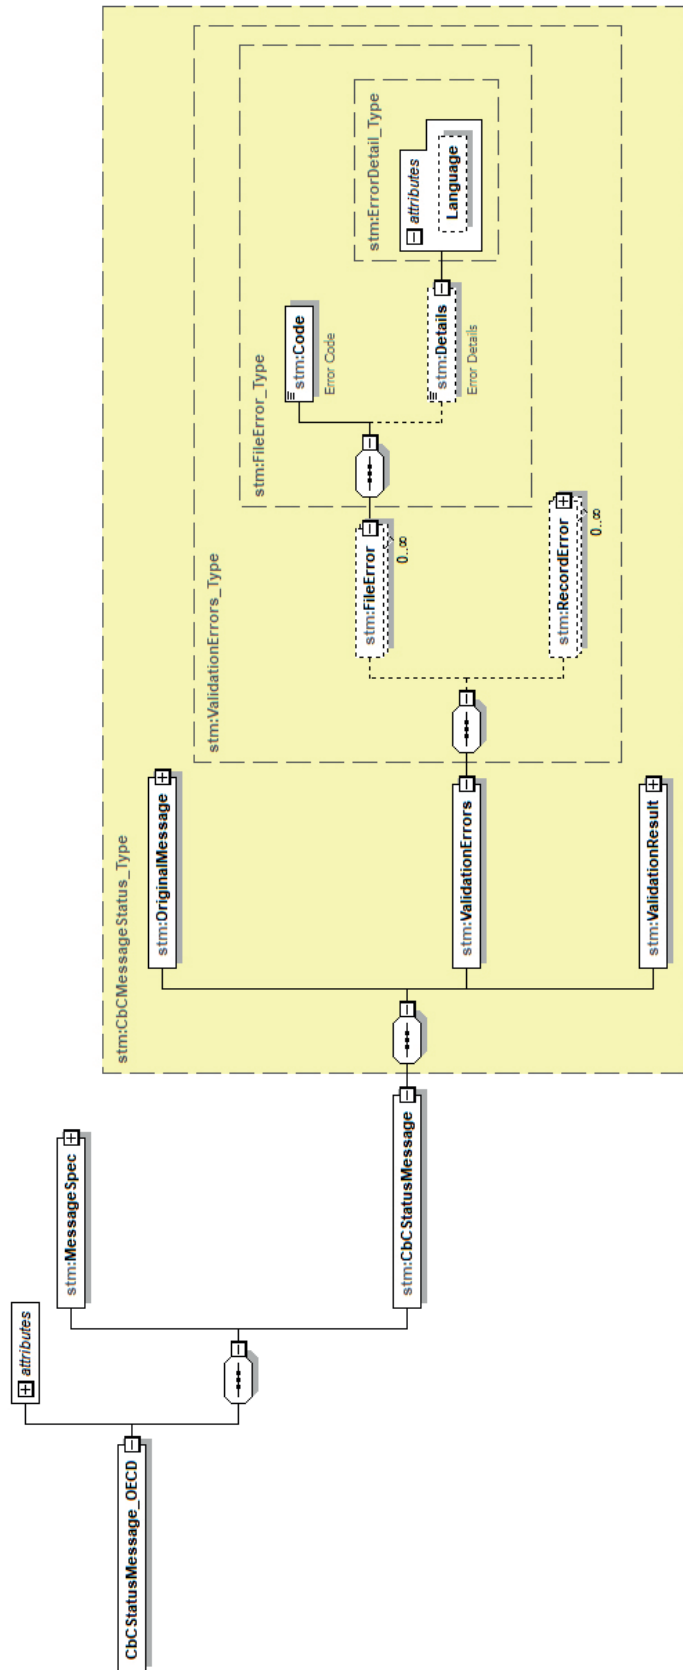 CbCStatusMessage_OECD
attributes
stm:MessageSpec
stm:CbCStatusMessage
stm:CbCMessageStatus_Type
stm:OriginalMessage
stm:ValidationErrors
stm:ValidationErrors_Type
stm:FileError
0..∞
stm:FileError_Type
stm:Code
Error Code
stm:Details
Error Details
stm:ErrorDetail_Type
attributes
Language
stm:RecordError
0..∞
stm:ValidationResult